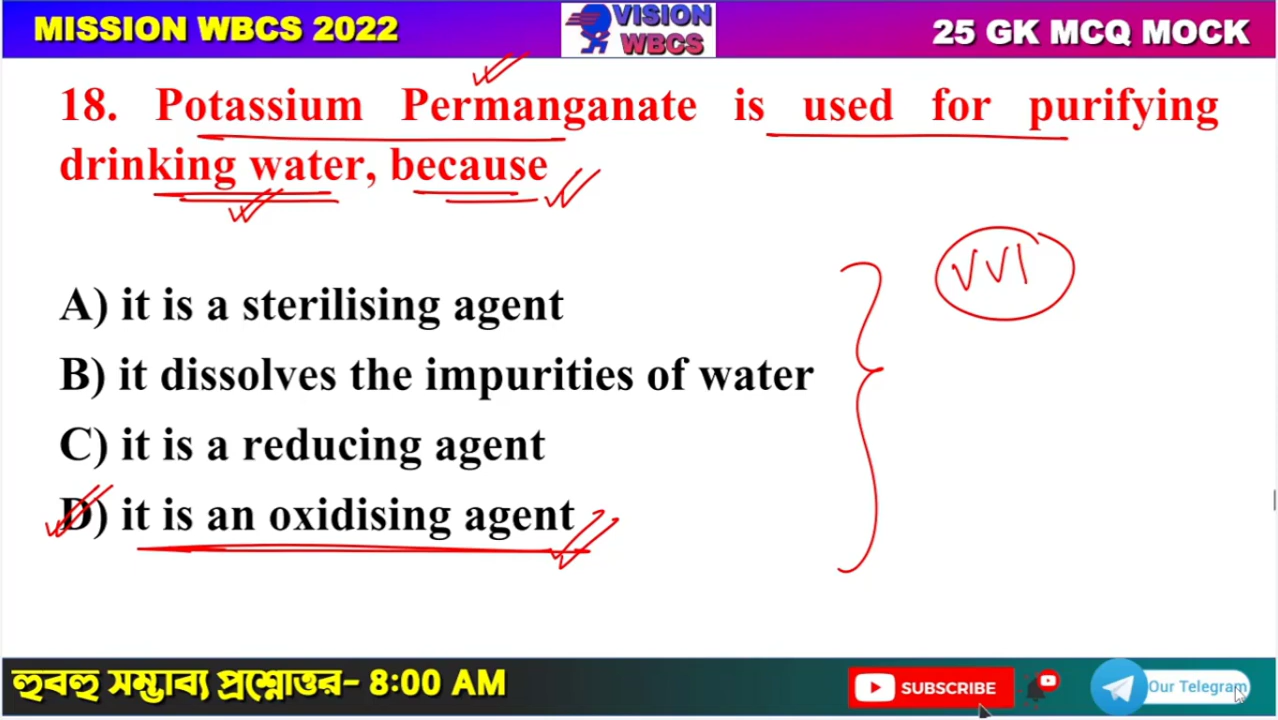 MISSION WBCS 2022
VISION
WBCS
25 GK MCQ MOCK
18. Potassium Permanganate is used for purifying
drinking water, because
VVI
A) it is a sterilising agent
B) it dissolves the impurities of water
C) it is a reducing agent
D) it is an oxidising agent
হুবহু সম্ভাব্য প্রশ্নোত্তর- 8:00 AM
SUBSCRIBE
Our Telegram